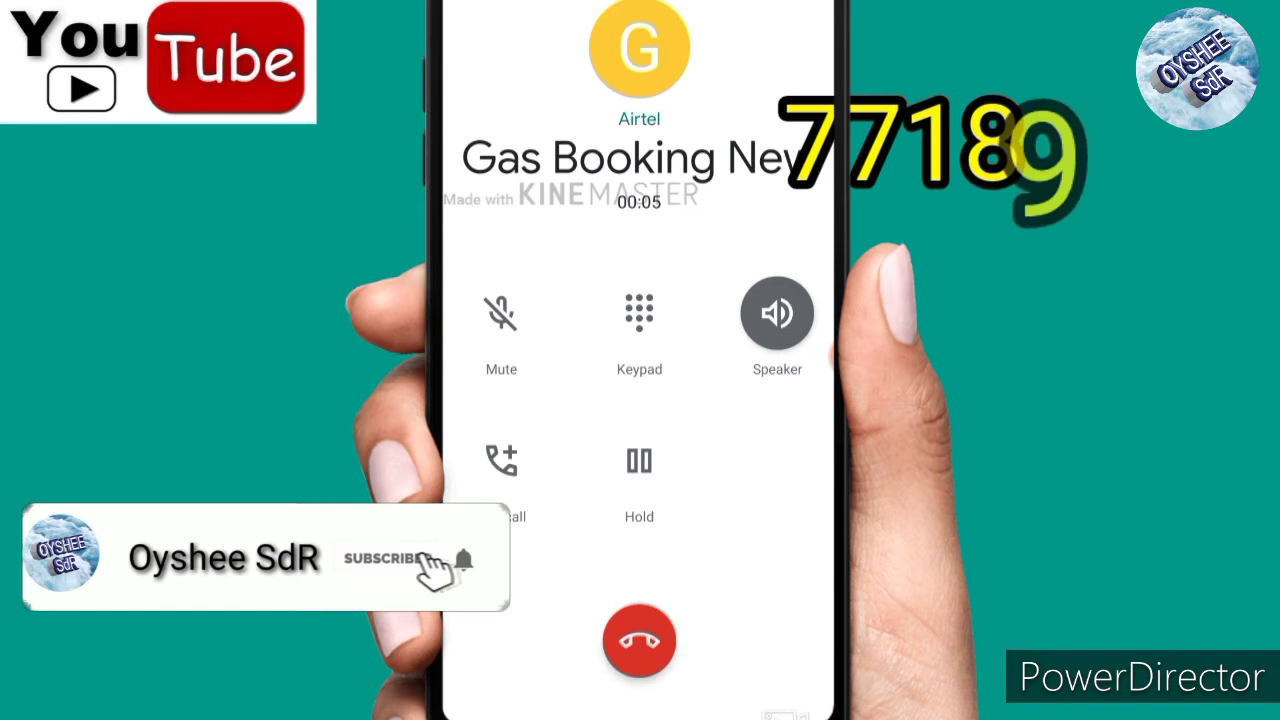 You
Tube
OYSHEE
SdR
G
Airtel
77189
Gas Booking New
Made with KINEMASTER
00:05
Mute
Keypad
Speaker
all
Hold
OYSHEE
SdR
Oyshee SdR
SUBSCRIBE
PowerDirector